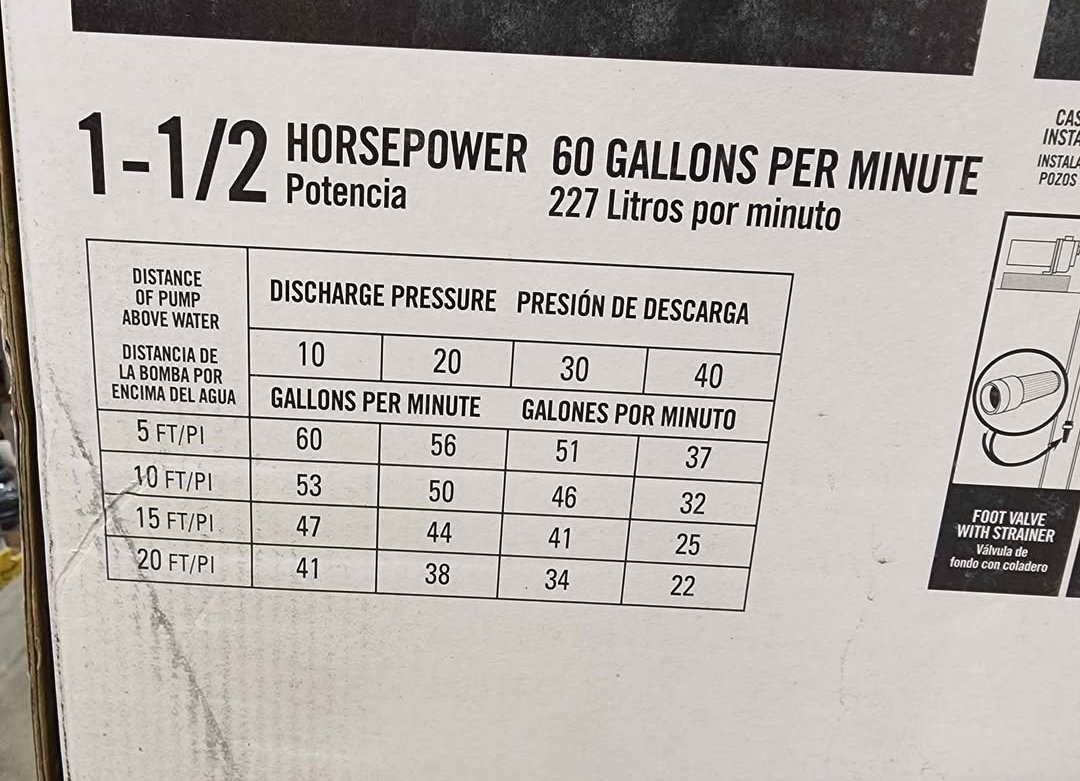 1-1/2 HORSEPOWER 60 GALLONS PER MINUTE
Potencia 227 Litros por minuto
DISTANCE
OF PUMP
ABOVE WATER
DISTANCIA DE
LA BOMBA POR
ENCIMA DEL AGUA
DISCHARGE PRESSURE PRESIÓN DE DESCARGA
10 20 30 40
GALLONS PER MINUTE GALONES POR MINUTO
5 FT/PI 60 56 51 37
10 FT/PI 53 50 46 32
15 FT/PI 47 44 41 25
20 FT/PI 41 38 34 22
POZOS
FOOT VALVE
WITH STRAINER
Válvula de
fondo con coladero